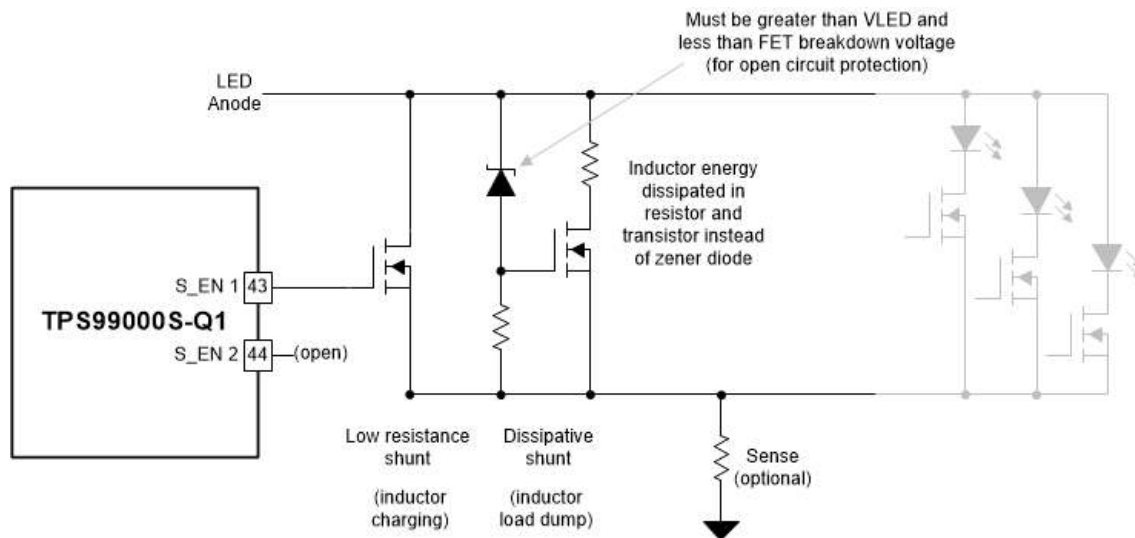 Must be greater than VLED and
less than FET breakdown voltage
(for open circuit protection)
LED
Anode
Inductor energy
dissipated in
resistor and
transistor instead
of zener diode
S_EN 1
43
TPS99000S-Q1
S_EN 2
44
(open)
Low resistance
shunt
(inductor
charging)
Dissipative
shunt
(inductor
load dump)
Sense
(optional)